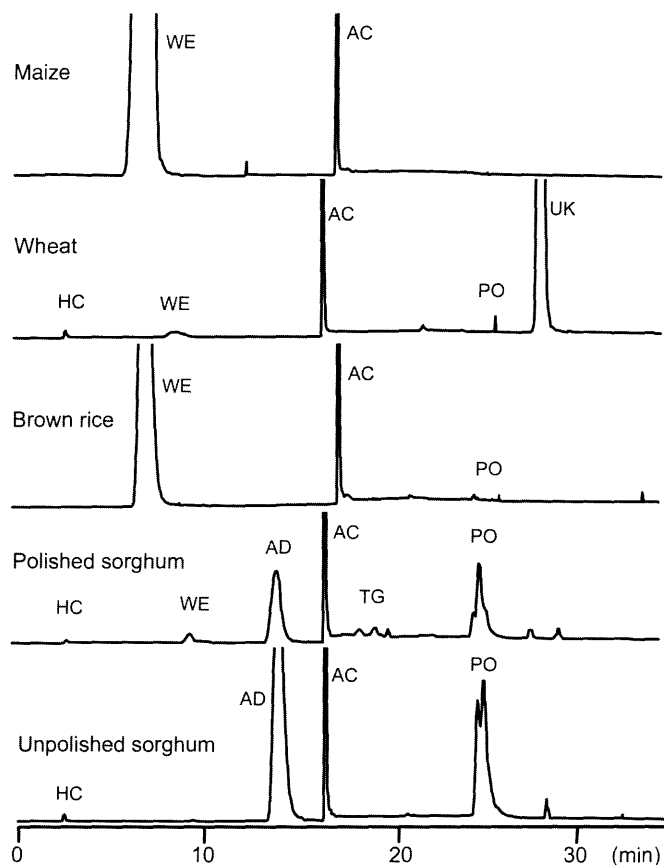 WE
AC
Maize
AC
UK
Wheat
HC
WE
PO
AC
WE
Brown rice
PO
AC
PO
AD
Polished sorghum
HC
WE
TG
PO
AD
AC
Unpolished sorghum
HC
0 10 20 30 (min)